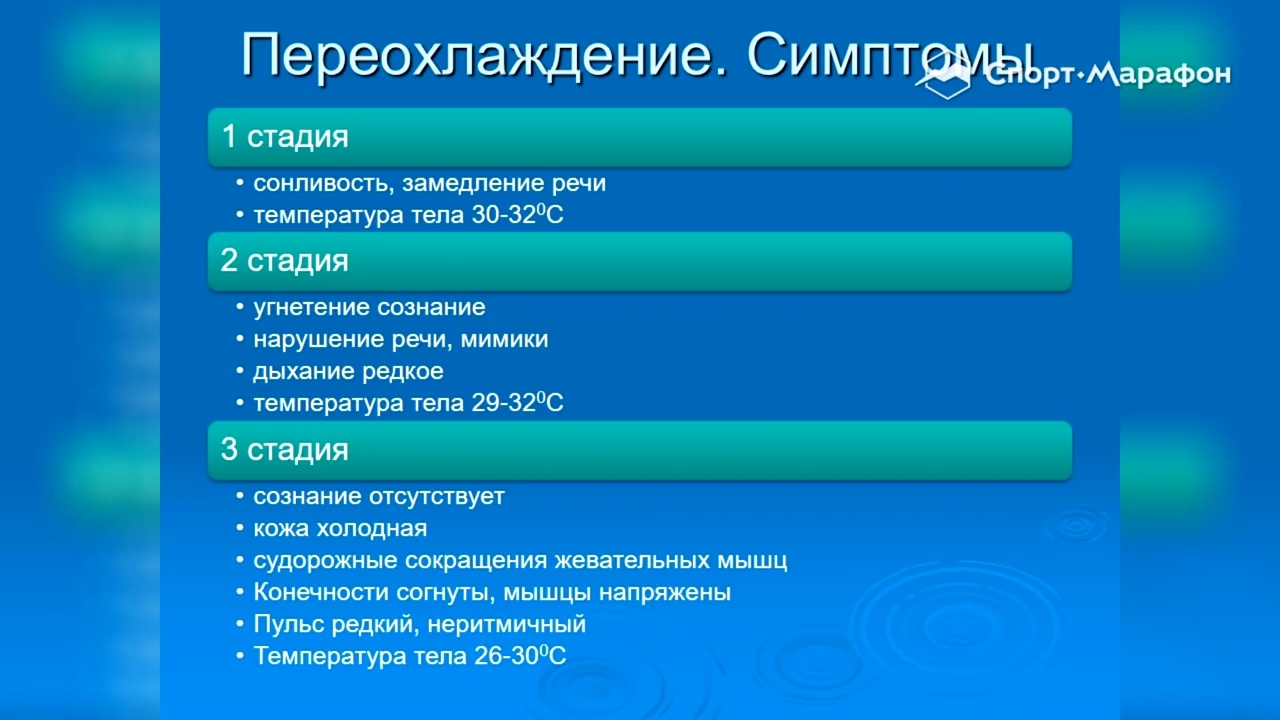 Переохлаждение. Симптомы
Спорт-Марафон
1 стадия
• сонливость, замедление речи
• температура тела 30-32⁰С
2 стадия
• угнетение сознание
• нарушение речи, мимики
• дыхание редкое
• температура тела 29-32⁰С
3 стадия
• сознание отсутствует
• кожа холодная
• судорожные сокращения жевательных мышц
• Конечности согнуты, мышцы напряжены
• Пульс редкий, неритмичный
• Температура тела 26-30⁰С